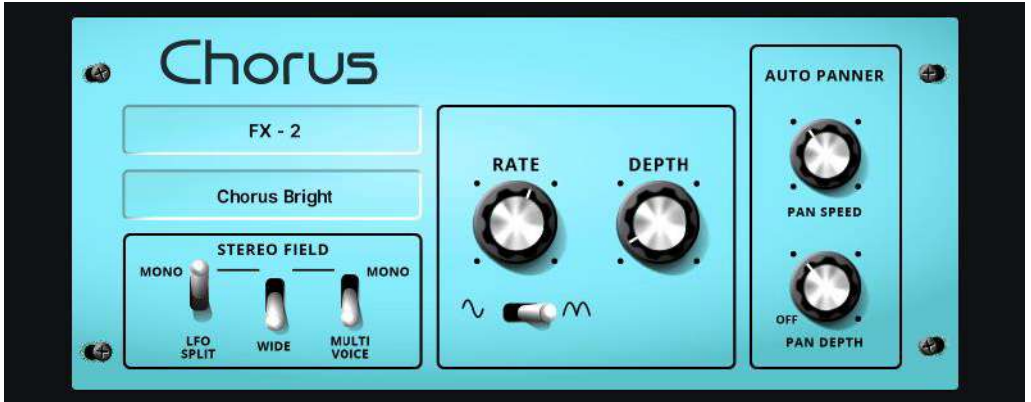 Chorus
FX - 2
Chorus Bright
STEREO FIELD
MONO
MONO
LFO
SPLIT
WIDE
MULTI
VOICE
RATE
DEPTH
AUTO PANNER
PAN SPEED
OFF
PAN DEPTH